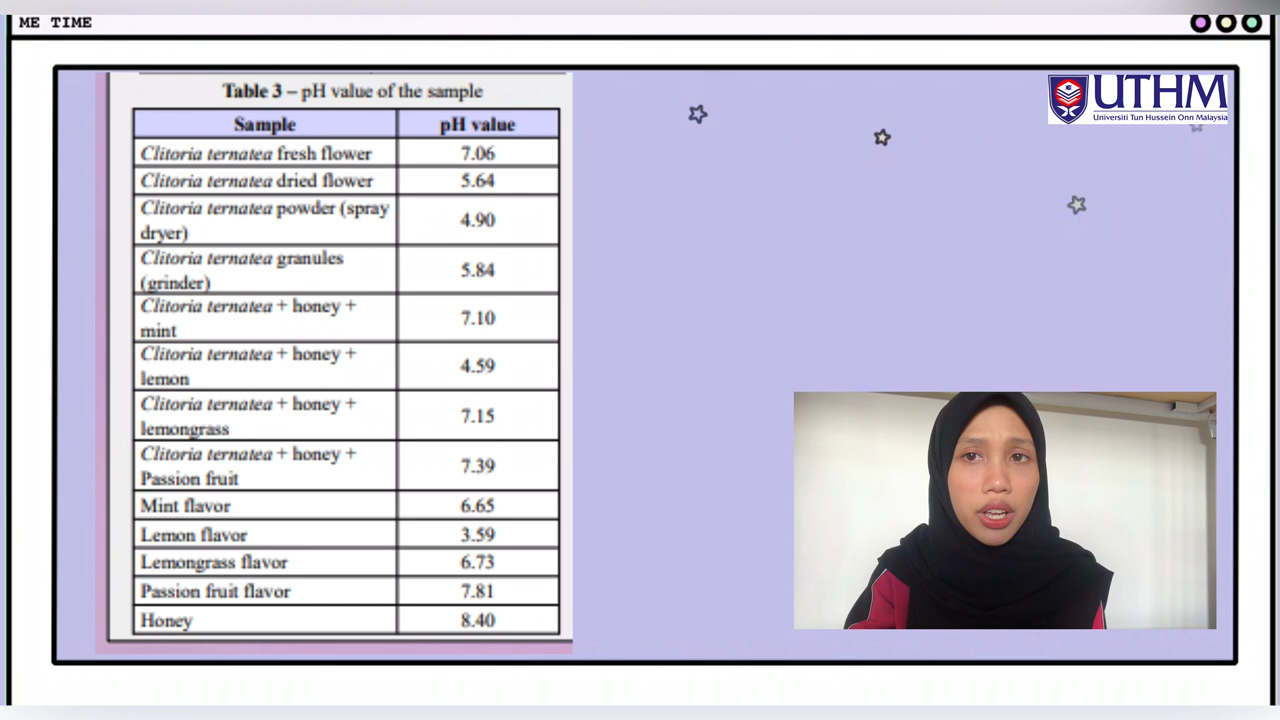 ME TIME
UTHM
Universiti Tun Hussein Onn Malaysia
Table 3 – pH value of the sample
Sample pH value
Clitoria ternatea fresh flower 7.06
Clitoria ternatea dried flower 5.64
Clitoria ternatea powder (spray
dryer) 4.90
Clitoria ternatea granules
(grinder) 5.84
Clitoria ternatea + honey +
mint 7.10
Clitoria ternatea + honey +
lemon 4.59
Clitoria ternatea + honey +
lemongrass 7.15
Clitoria ternatea + honey +
Passion fruit 7.39
Mint flavor 6.65
Lemon flavor 3.59
Lemongrass flavor 6.73
Passion fruit flavor 7.81
Honey 8.40